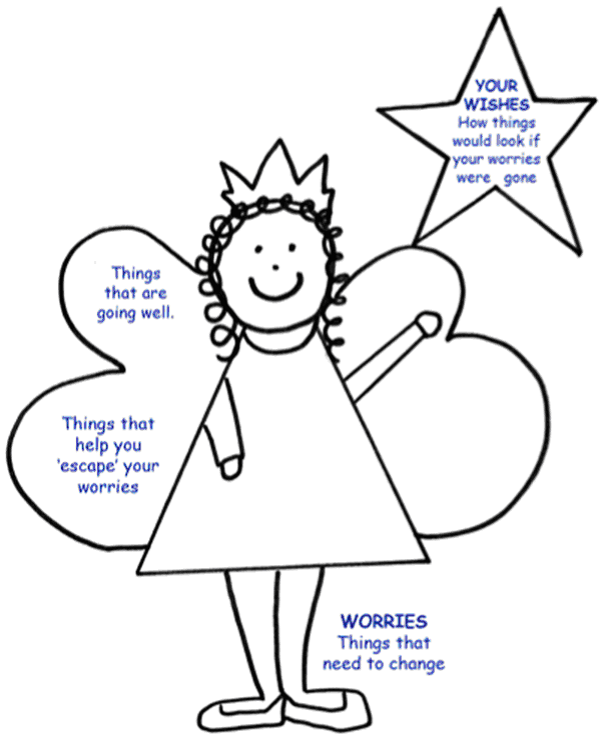 YOUR
WISHES
How things
would look if
your worries
were gone
Things
that are
going well.
Things that
help you
'escape' your
worries
WORRIES
Things that
need to change